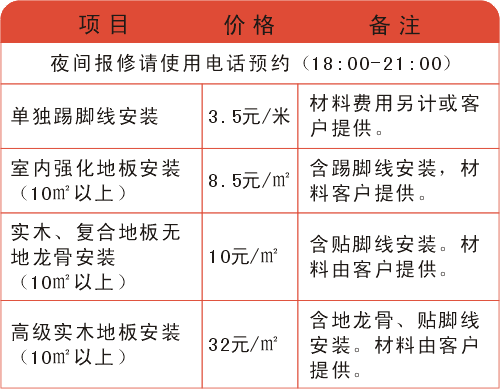 项目 价格 备注
夜间报修请使用电话预约(18:00-21:00)
单独踢脚线安装 3.5元/米 材料费用另计或客
户提供。
室内强化地板安装
(10㎡以上) 8.5元/㎡ 含踢脚线安装,材
料客户提供。
实木、复合地板无
地龙骨安装
(10㎡以上) 10元/㎡ 含贴脚线安装。材
料由客户提供。
高级实木地板安装
(10㎡以上) 32元/㎡ 含地龙骨、贴脚线
安装。材料由客户
提供。